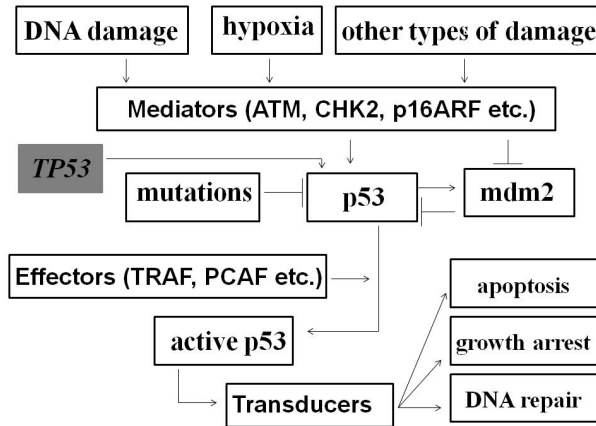 DNA damage
hypoxia
other types of damage
Mediators (ATM, CHK2, p16ARF etc.)
TP53
mutations
p53
mdm2
Effectors (TRAF, PCAF etc.)
apoptosis
active p53
growth arrest
Transducers
DNA repair